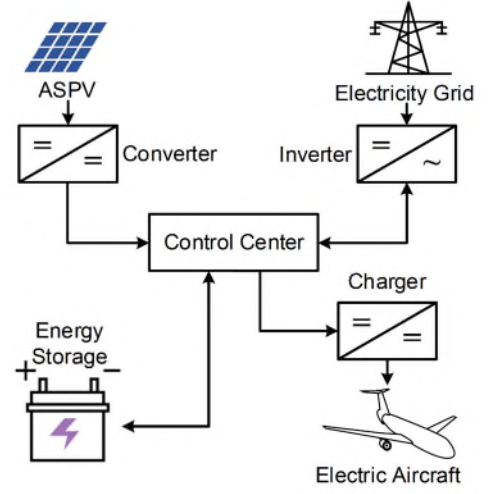 ASPV
Electricity Grid
Converter
Inverter
Control Center
Charger
Energy
Storage
+ −
Electric Aircraft